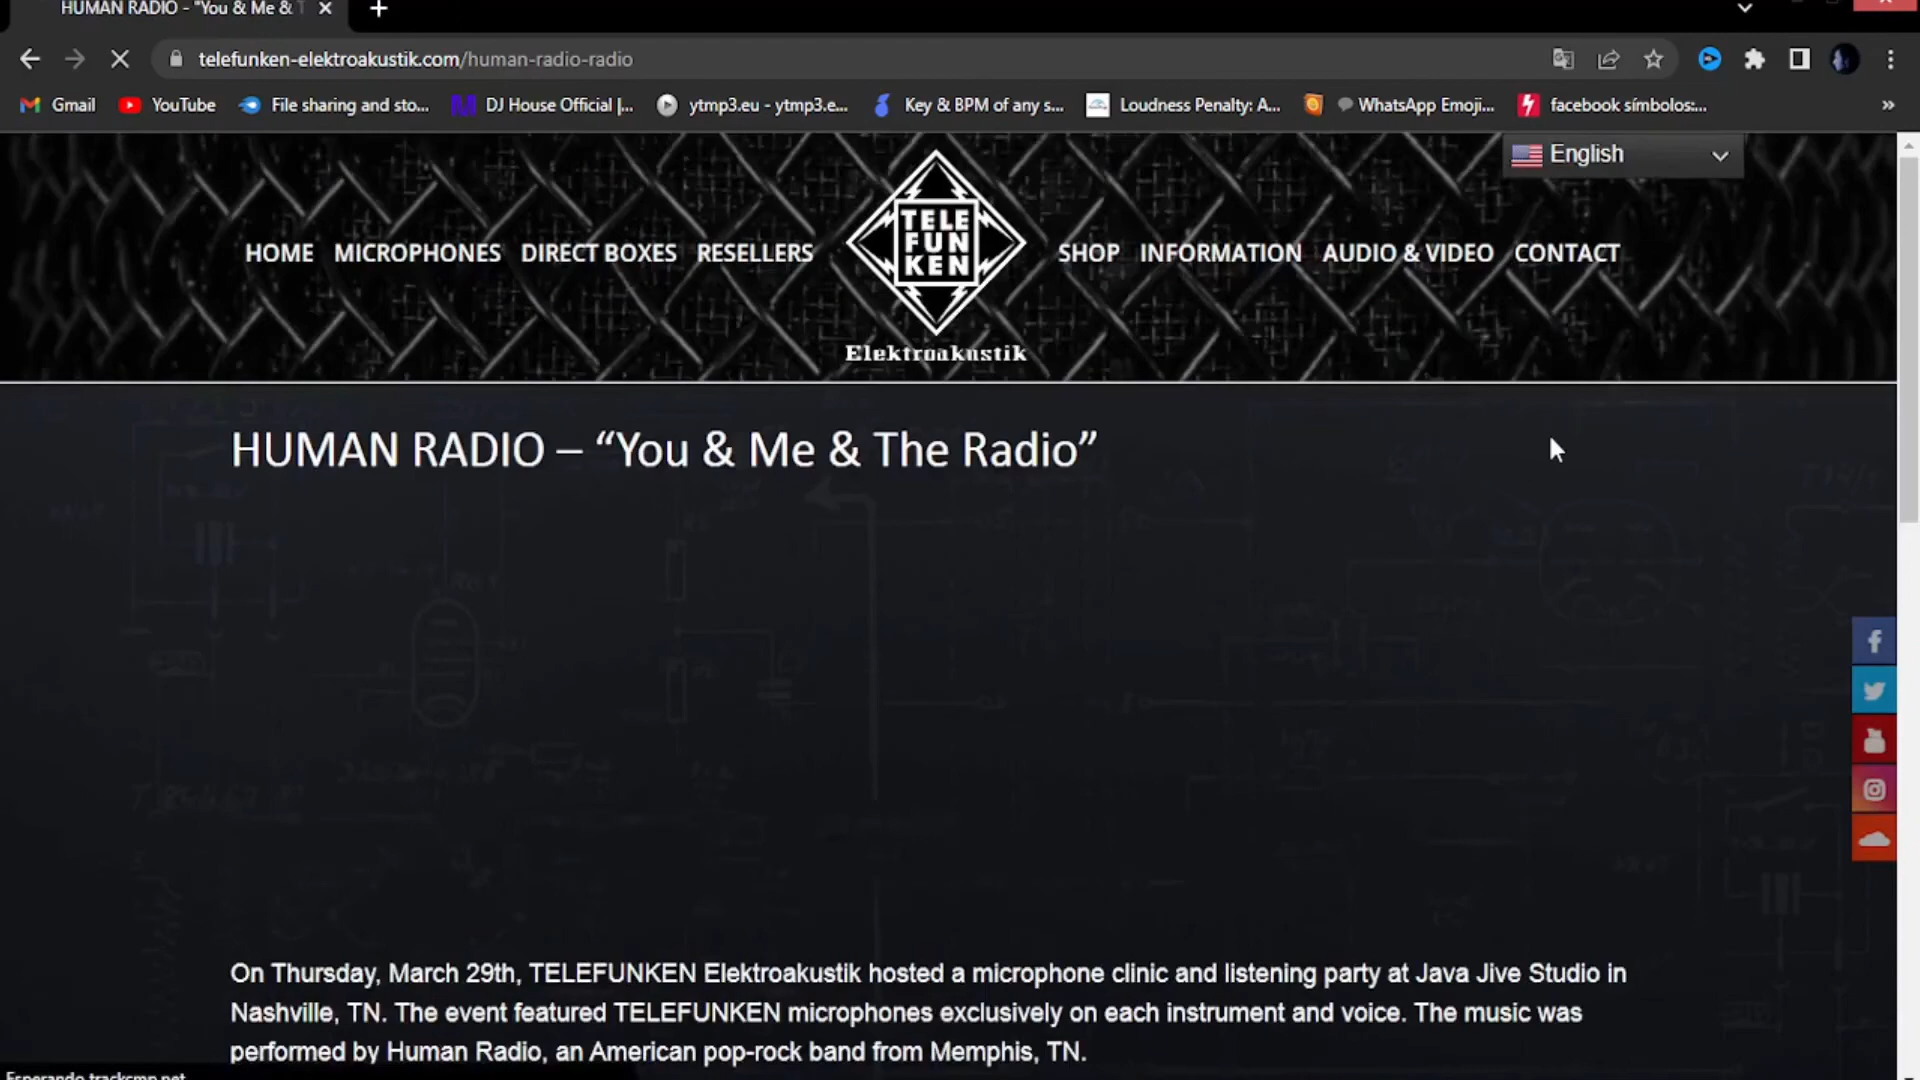 HUMAN RADIO - "You & Me & T
telefunken-elektroakustik.com/human-radio-radio
Gmail
YouTube
File sharing and sto...
DJ House Official |...
ytmp3.eu - ytmp3.e...
Key & BPM of any s...
Loudness Penalty: A...
WhatsApp Emoji...
facebook símbolos:...
English
HOME MICROPHONES DIRECT BOXES RESELLERS
TELE
FUN
KEN
SHOP INFORMATION AUDIO & VIDEO CONTACT
Elektroakustik
HUMAN RADIO – “You & Me & The Radio”
On Thursday, March 29th, TELEFUNKEN Elektroakustik hosted a microphone clinic and listening party at Java Jive Studio in
Nashville, TN. The event featured TELEFUNKEN microphones exclusively on each instrument and voice. The music was
performed by Human Radio, an American pop-rock band from Memphis, TN.